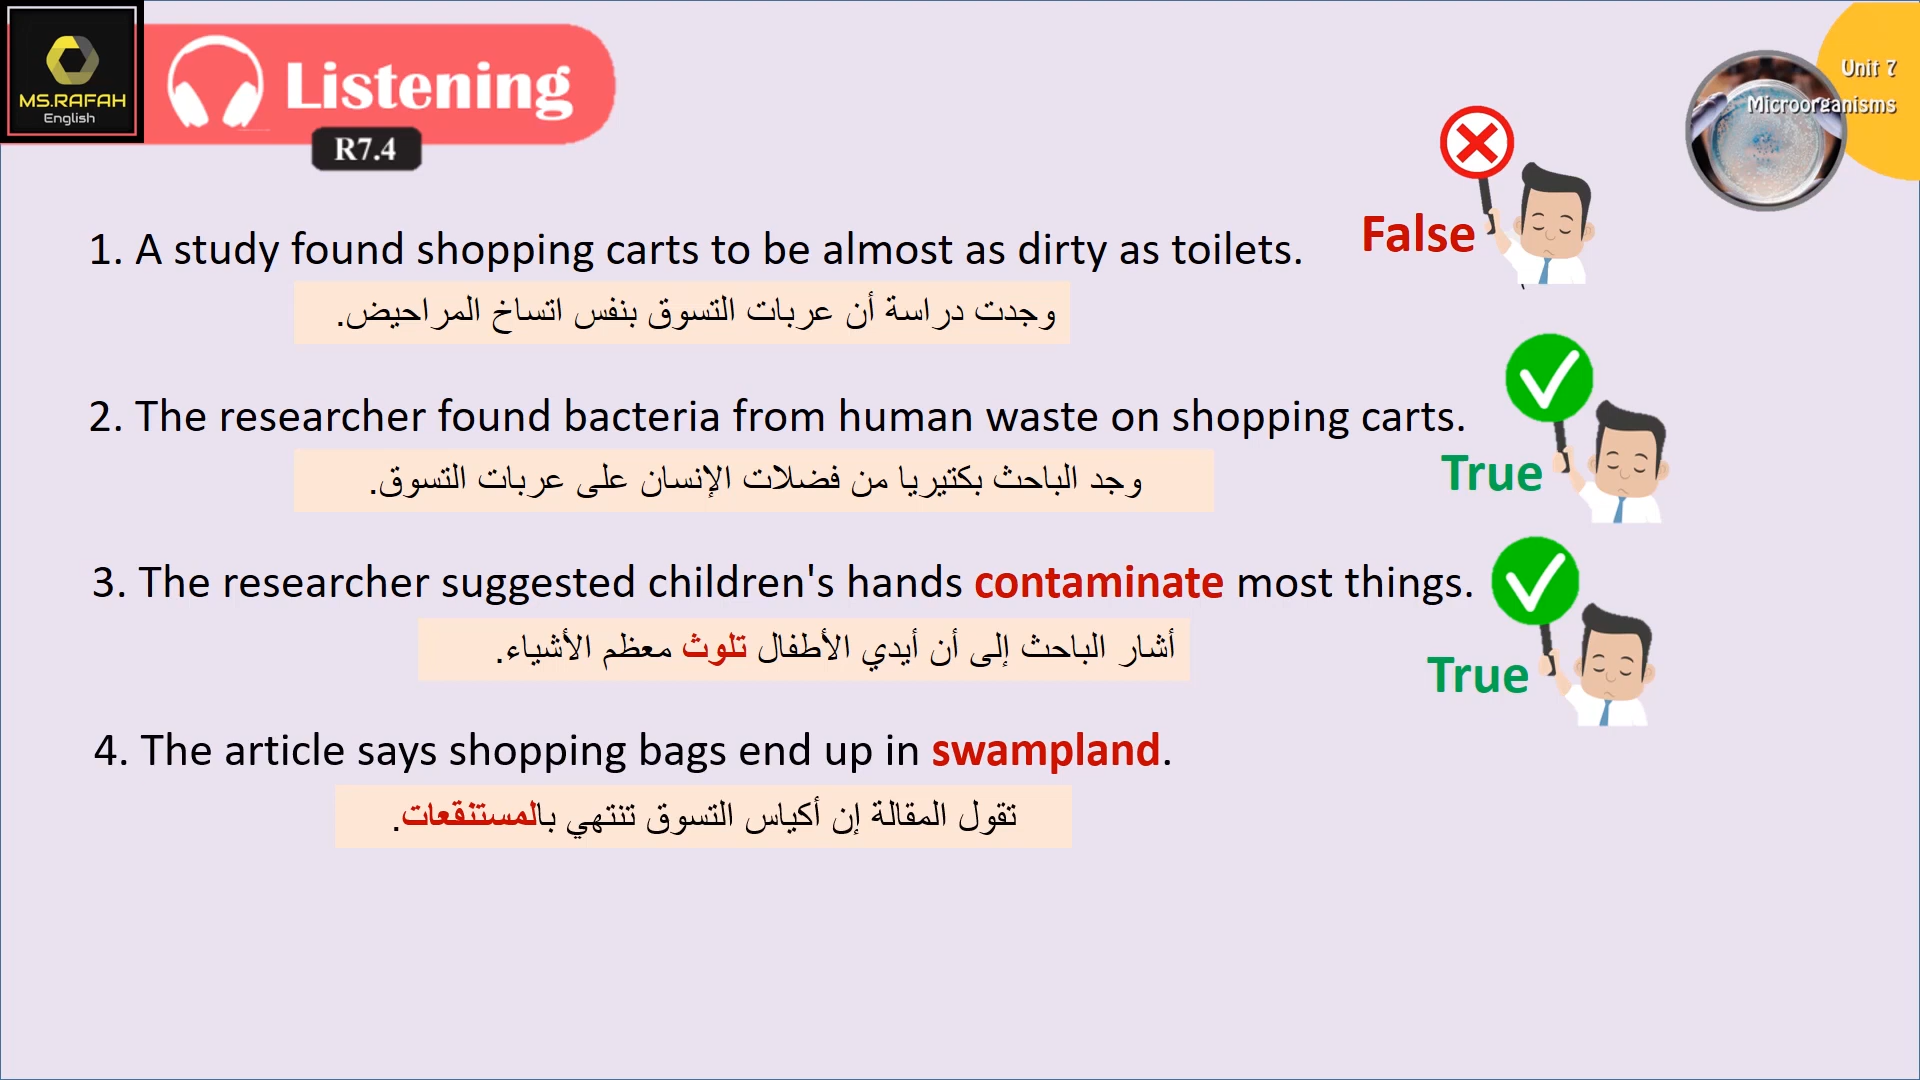 MS.RAFAH
English
Listening
R7.4
Unit 7
Microorganisms
1. A study found shopping carts to be almost as dirty as toilets.
False
وجدت دراسة أن عربات التسوق بنفس اتساخ المراحيض.
2. The researcher found bacteria from human waste on shopping carts.
True
وجد الباحث بكتيريا من فضلات الإنسان على عربات التسوق.
3. The researcher suggested children's hands contaminate most things.
True
أشار الباحث إلى أن أيدي الأطفال تلوث معظم الأشياء.
4. The article says shopping bags end up in swampland.
تقول المقالة إن أكياس التسوق تنتهي بالمستنقعات.